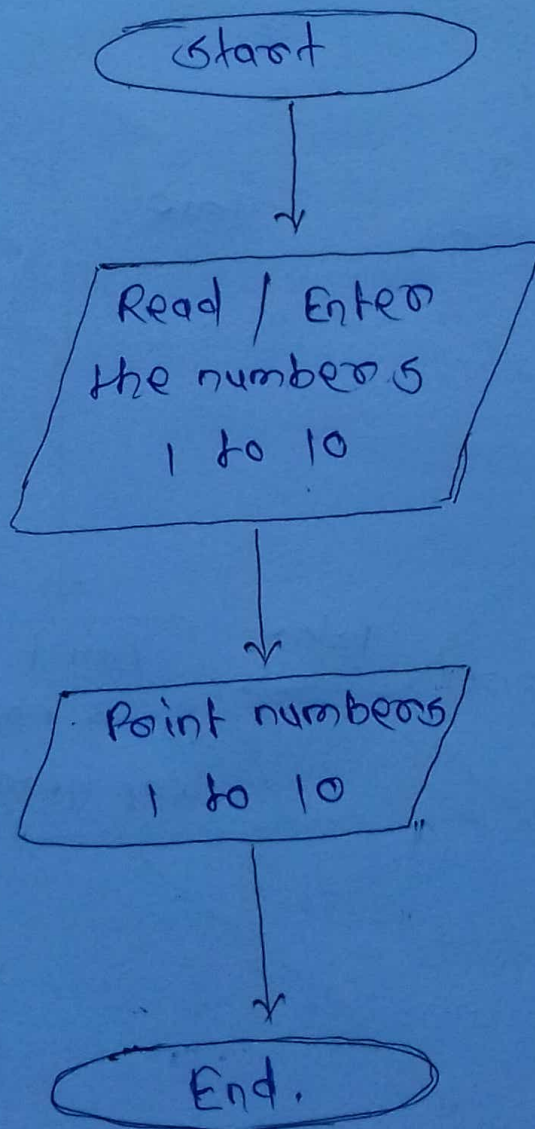 Start
Read / Enter
the numbers
1 to 10
Print numbers
1 to 10
End.